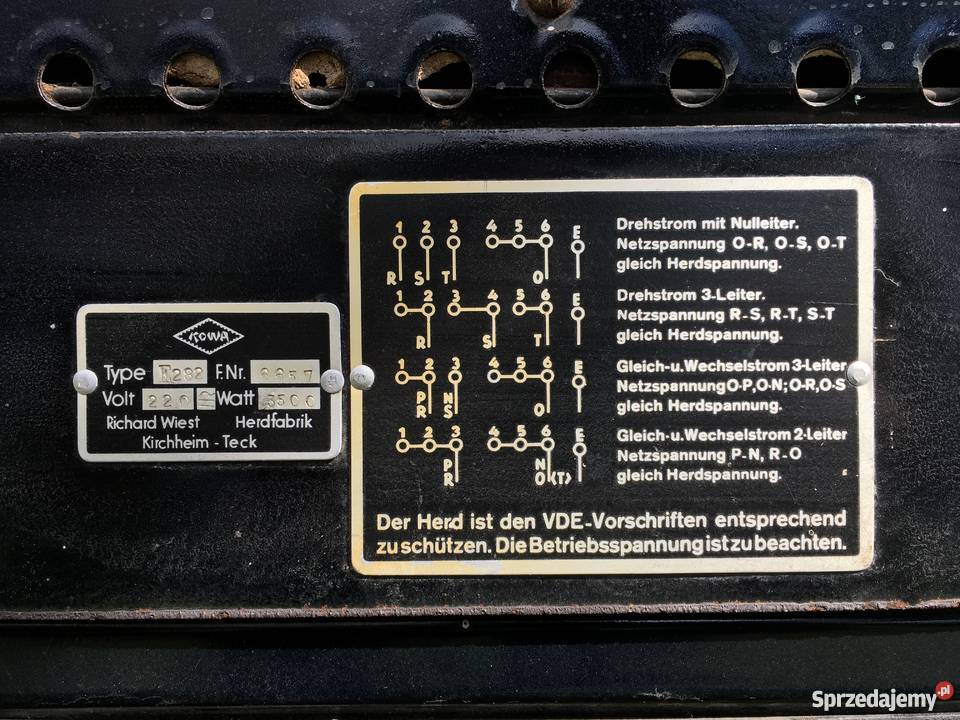 KOWA
Type E282 F.Nr. 9957
Volt 220 Watt 3500
Richard Wiest Herdfabrik
Kirchheim - Teck
1 2 3 4 5 6 E
R S T O
Drehstrom mit Nulleiter.
Netzspannung O-R, O-S, O-T
gleich Herdspannung.
1 2 3 4 5 6 E
R S T
Drehstrom 3-Leiter.
Netzspannung R-S, R-T, S-T
gleich Herdspannung.
1 2 3 4 5 6 E
P N
R S O
Gleich-u.Wechselstrom 3-Leiter
Netzspannung O-P,O-N; O-R,O-S
gleich Herdspannung.
1 2 3 4 5 6 E
P N
R O(T)
Gleich-u.Wechselstrom 2-Leiter
Netzspannung P-N, R-O
gleich Herdspannung.
Der Herd ist den VDE-Vorschriften entsprechend
zu schützen. Die Betriebsspannung ist zu beachten.
Sprzedajemy.pl